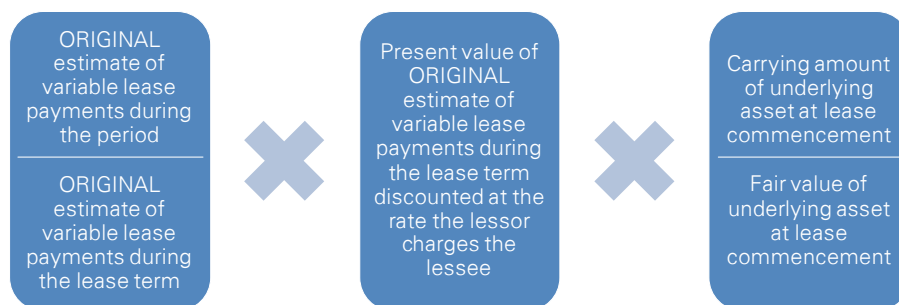 ORIGINAL
estimate of
variable lease
payments during
the period
ORIGINAL
estimate of
variable lease
payments during
the lease term
Present value of
ORIGINAL
estimate of
variable lease
payments during
the lease term
discounted at the
rate the lessor
charges the
lessee
Carrying amount
of underlying
asset at lease
commencement
Fair value of
underlying asset
at lease
commencement